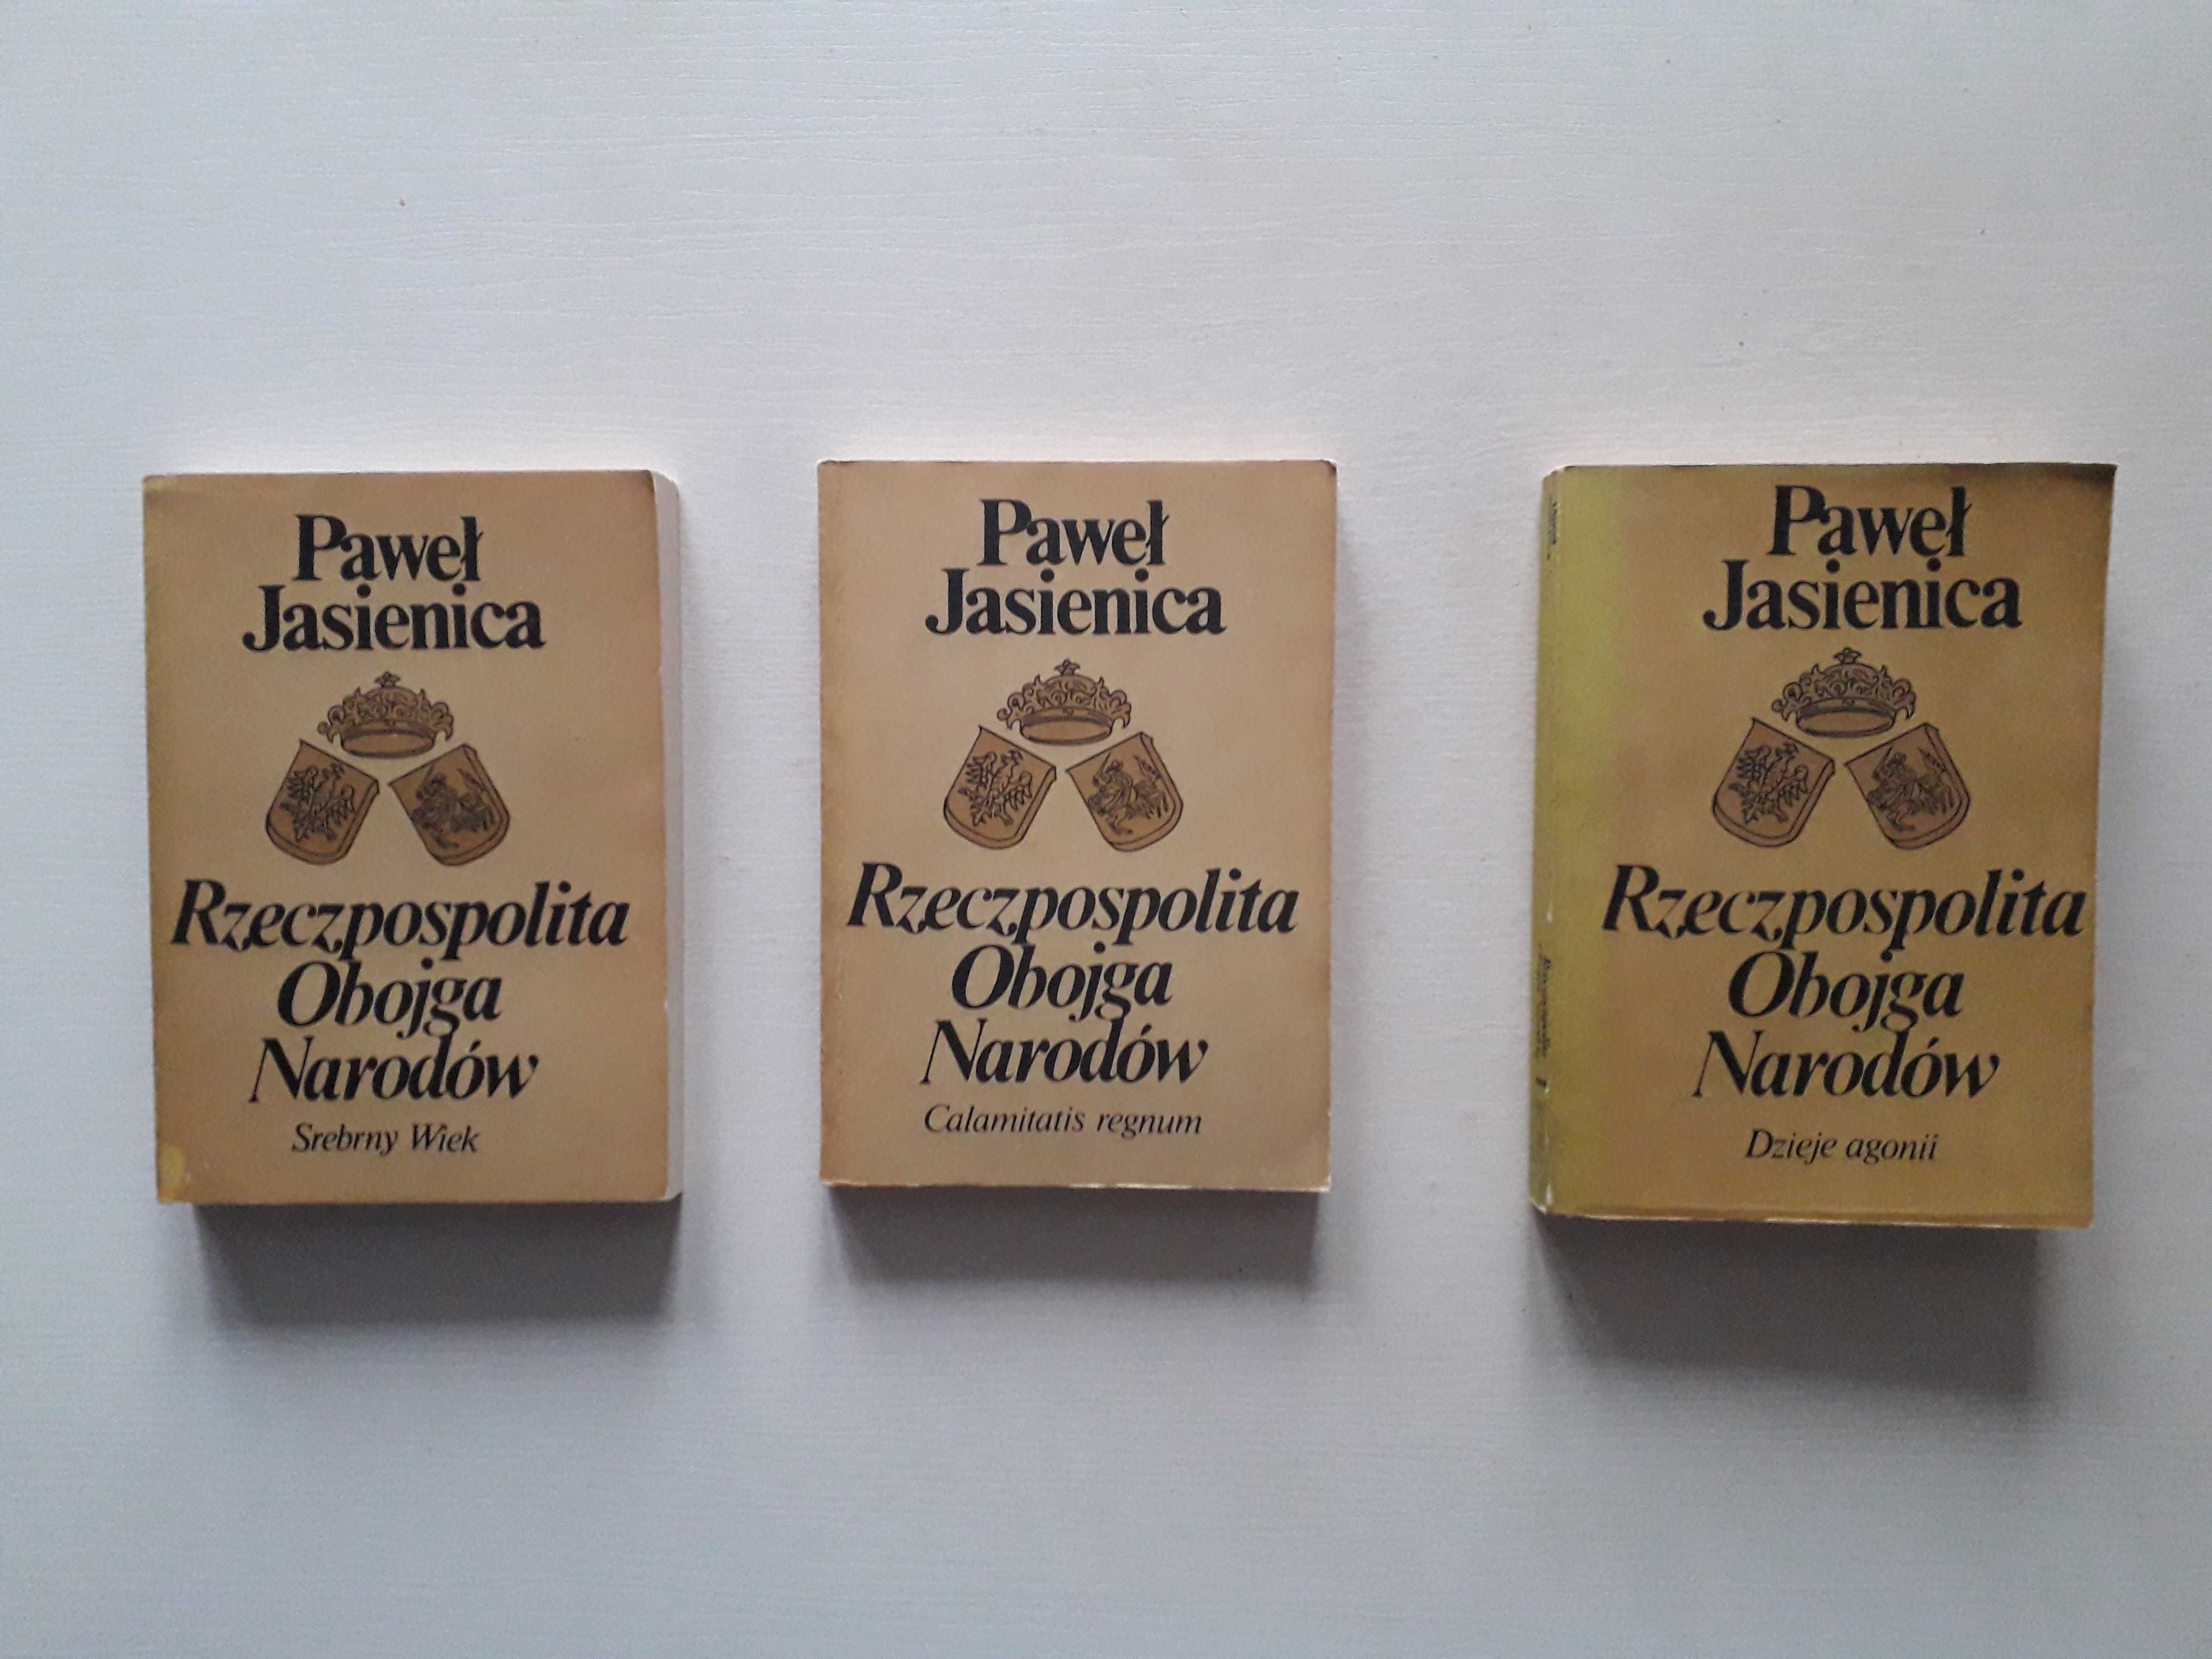 Paweł
Jasienica
Rzeczpospolita
Obojga
Narodów
Srebrny Wiek
Paweł
Jasienica
Rzeczpospolita
Obojga
Narodów
Calamitatis regnum
Paweł
Jasienica
Rzeczpospolita
Obojga
Narodów
Dzieje agonii